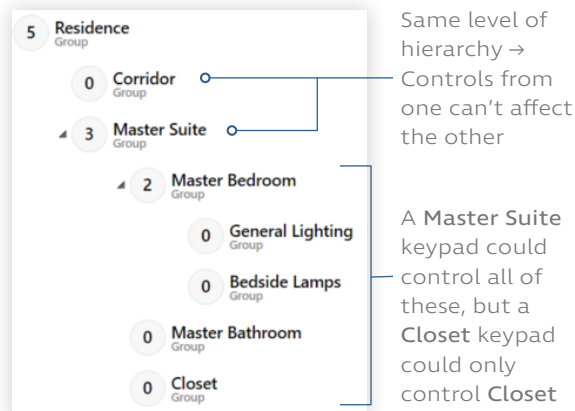 5 Residence
Group
0 Corridor
Group
3 Master Suite
Group
2 Master Bedroom
Group
0 General Lighting
Group
0 Bedside Lamps
Group
0 Master Bathroom
Group
0 Closet
Group
Same level of
hierarchy →
Controls from
one can't affect
the other
A Master Suite
keypad could
control all of
these, but a
Closet keypad
could only
control Closet